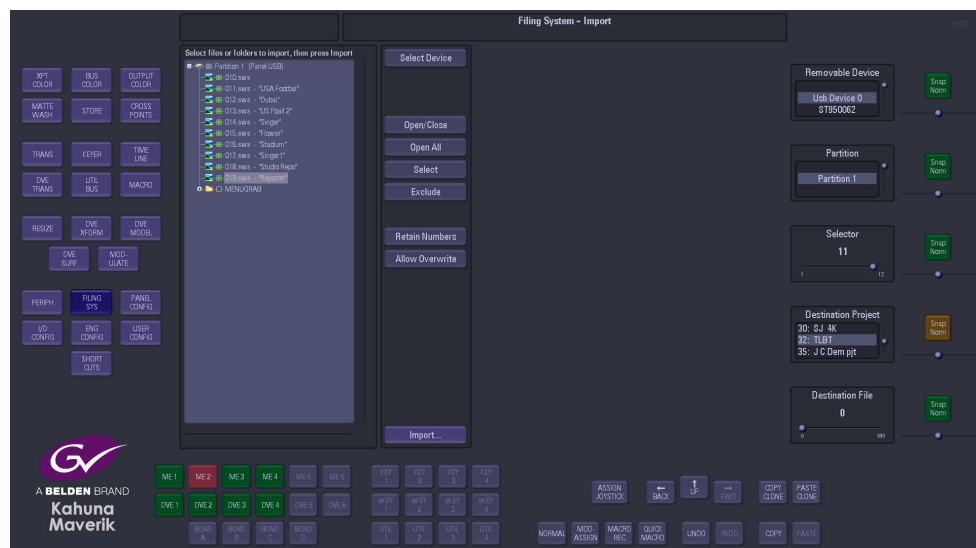 Filing System - Import
Select files or folders to import, then press Import
Partition 1 [Panel USB]
010.sws
011.sws - "USA Footbal"
012.sws - "Dubai"
013.sws - "US Fball 2"
014.sws - "Singer"
015.sws - "Flower"
016.sws - "Stadium"
017.sws - "Singer1"
018.sws - "Studio Repo"
019.sws - "Reporter"
MENUGRAB
Select Device
Open/Close
Open All
Select
Exclude
Retain Numbers
Allow Overwrite
Import...
Removable Device
Usb Device 0
ST950062
Snap
Norm
Partition
Partition 1
Snap
Norm
Selector
11
1 12
Snap
Norm
Destination Project
30: SJ 4K
32: TLBT
35: J C Dem pjt
Snap
Norm
Destination File
0
0 999
Snap
Norm
XPT
COLOR
BUS
COLOR
OUTPUT
COLOR
MATTE
WASH
STORE
CROSS
POINTS
TRANS
KEYER
TIME
LINE
DVE
TRANS
UTIL
BUS
MACRO
RESIZE
DVE
XFORM
DVE
MODEL
DVE
SURF
MOD-
ULATE
PERIPH
FILING
SYS
PANEL
CONFIG
I/O
CONFIG
ENG
CONFIG
USER
CONFIG
SHORT
CUTS
GV
A BELDEN BRAND
Kahuna
Maverik
ME 1 ME 2 ME 3 ME 4 ME 5 ME 6
DVE 1 DVE 2 DVE 3 DVE 4 DVE 5 DVE 6
BGND
A
BGND
B
BGND
C
BGND
D
KEY
1
KEY
2
KEY
3
KEY
4
eKEY
1
eKEY
2
eKEY
3
eKEY
4
UTIL
1
UTIL
2
UTIL
3
UTIL
4
ASSIGN
JOYSTICK
BACK
UP
FWD
COPY
CLONE
PASTE
CLONE
NORMAL
MOD-
ASSIGN
MACRO
REC
QUICK
MACRO
UNDO
REDO
COPY
PASTE